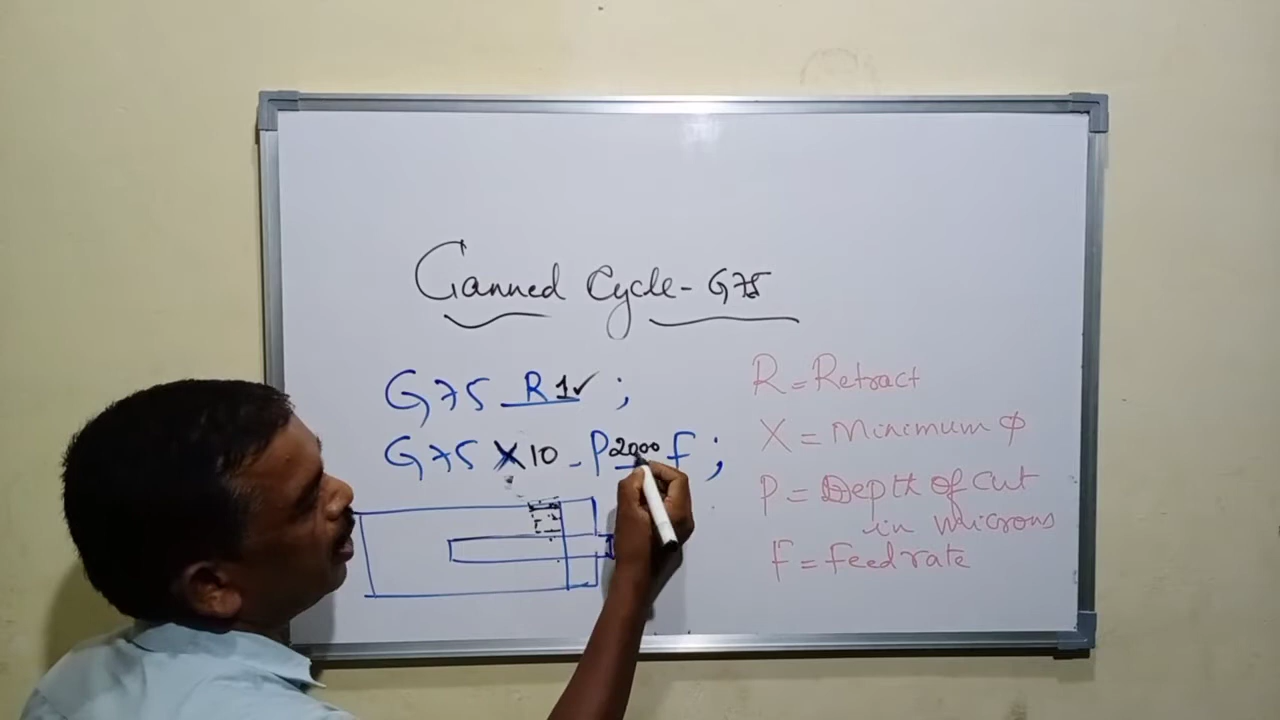 Canned Cycle - G75
G75 R1✓ ;
G75 X10 - P2000 F ;
R = Retract
X = Minimum ϕ
P = Depth of cut
in microns
F = Feed rate